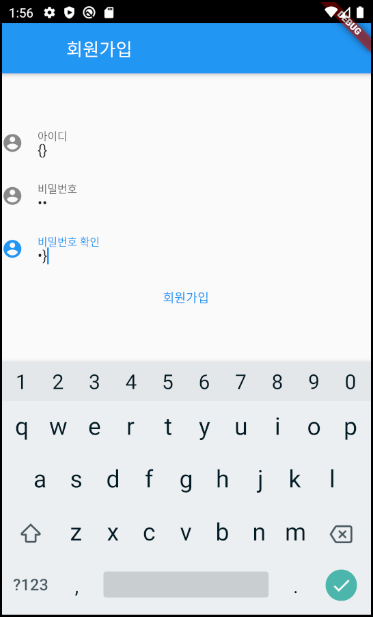 1:56
DEBUG
회원가입
아이디
{}
비밀번호
••
비밀번호 확인
•}
회원가입
1 2 3 4 5 6 7 8 9 0
q w e r t y u i o p
a s d f g h j k l
z x c v b n m
?123 , .